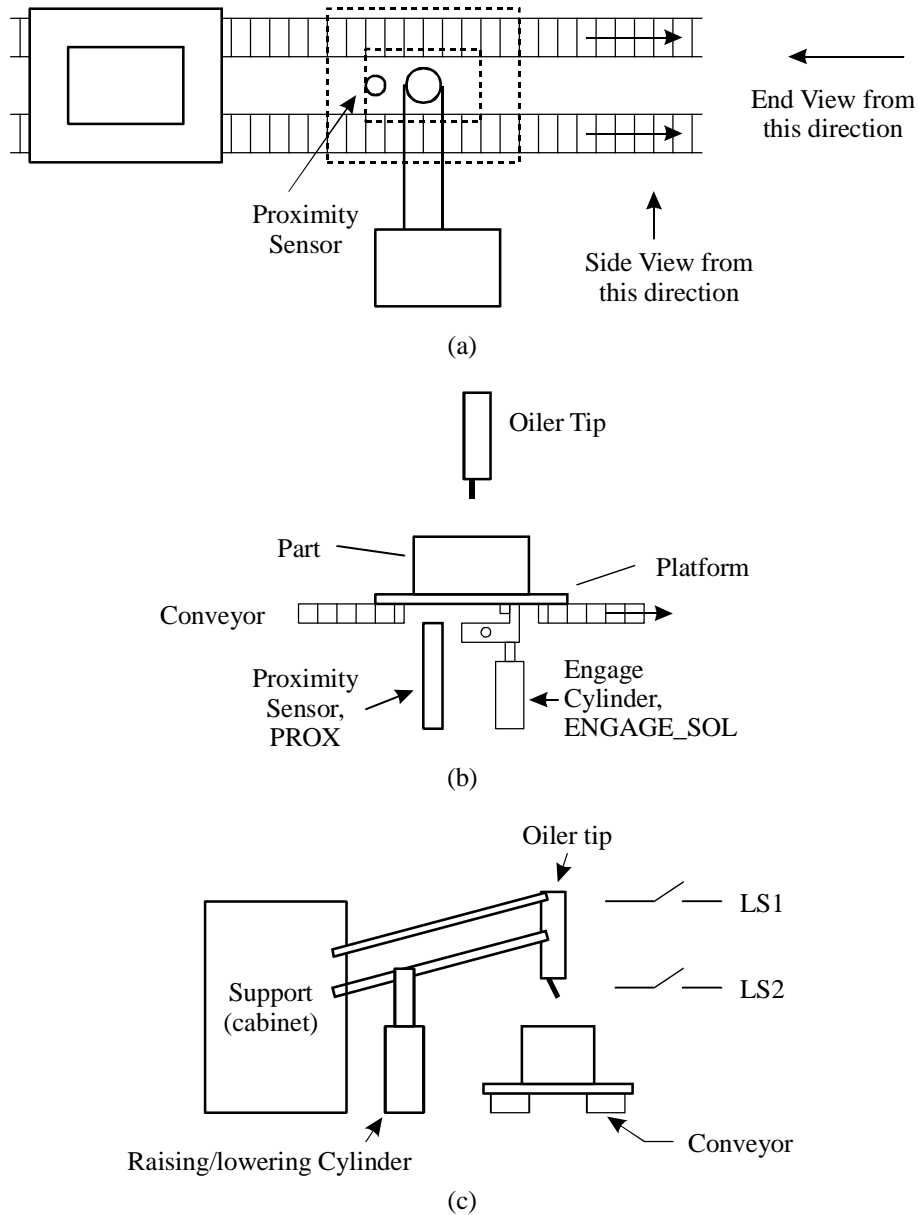 Proximity
Sensor
End View from
this direction
Side View from
this direction
(a)
Oiler Tip
Part
Platform
Conveyor
Proximity
Sensor,
PROX
Engage
Cylinder,
ENGAGE_SOL
(b)
Oiler tip
LS1
Support
(cabinet)
LS2
Conveyor
Raising/lowering Cylinder
(c)